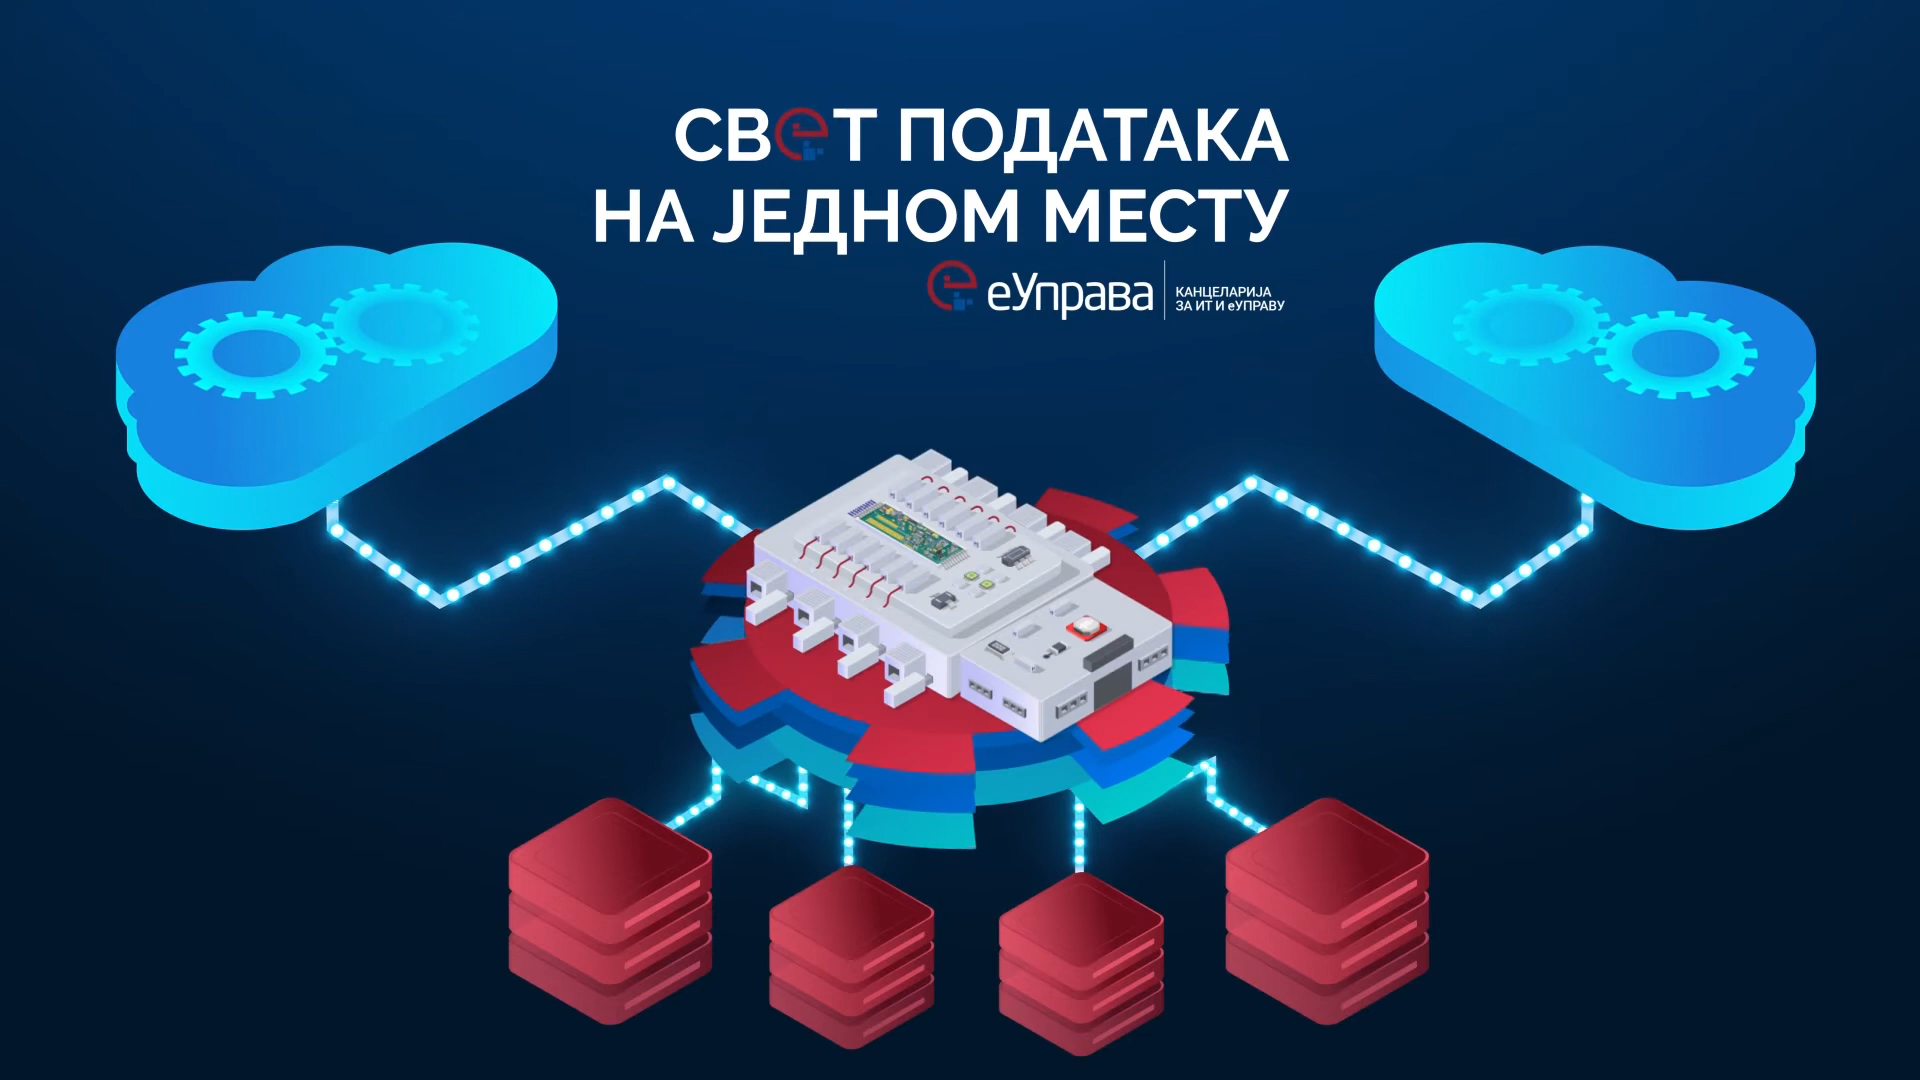 СВеТ ПОДАТАКА
НА ЈЕДНОМ МЕСТУ
еУправа
КАНЦЕЛАРИЈА
ЗА ИТ И еУПРАВУ